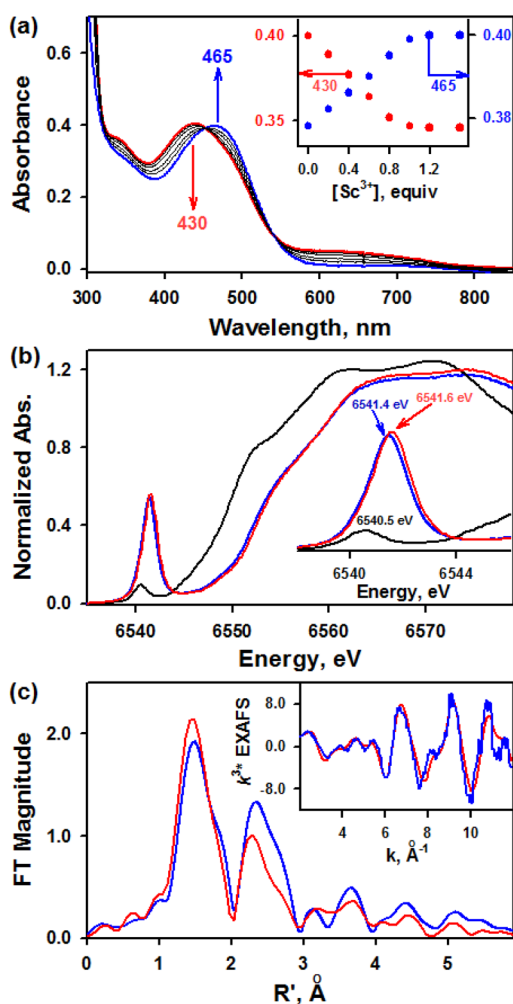 (a)
0.6
0.4
0.2
0.0
Absorbance
465
430
0.40
0.35
0.40
0.38
430
465
0.0 0.4 0.8 1.2
[Sc³⁺], equiv
300 400 500 600 700 800
Wavelength, nm
(b)
1.2
0.8
0.4
0.0
Normalized Abs.
6541.4 eV
6541.6 eV
6540.5 eV
6540 6544
Energy, eV
6540 6550 6560 6570
Energy, eV
(c)
2.0
1.0
0.0
FT Magnitude
k³* EXAFS
8.0
0.0
-8.0
4 6 8 10
k, Å⁻¹
0 1 2 3 4 5
R', Å